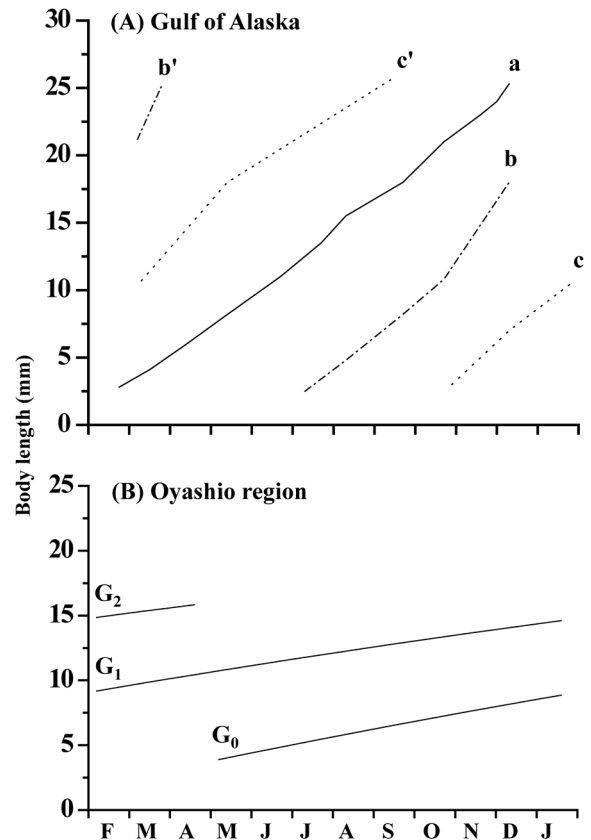 30
(A) Gulf of Alaska
b'
c'
a
25
20
b
15
c
10
5
0
Body length (mm)
25
(B) Oyashio region
20
G2
15
G1
10
G0
5
0
F M A M J J A S O N D J